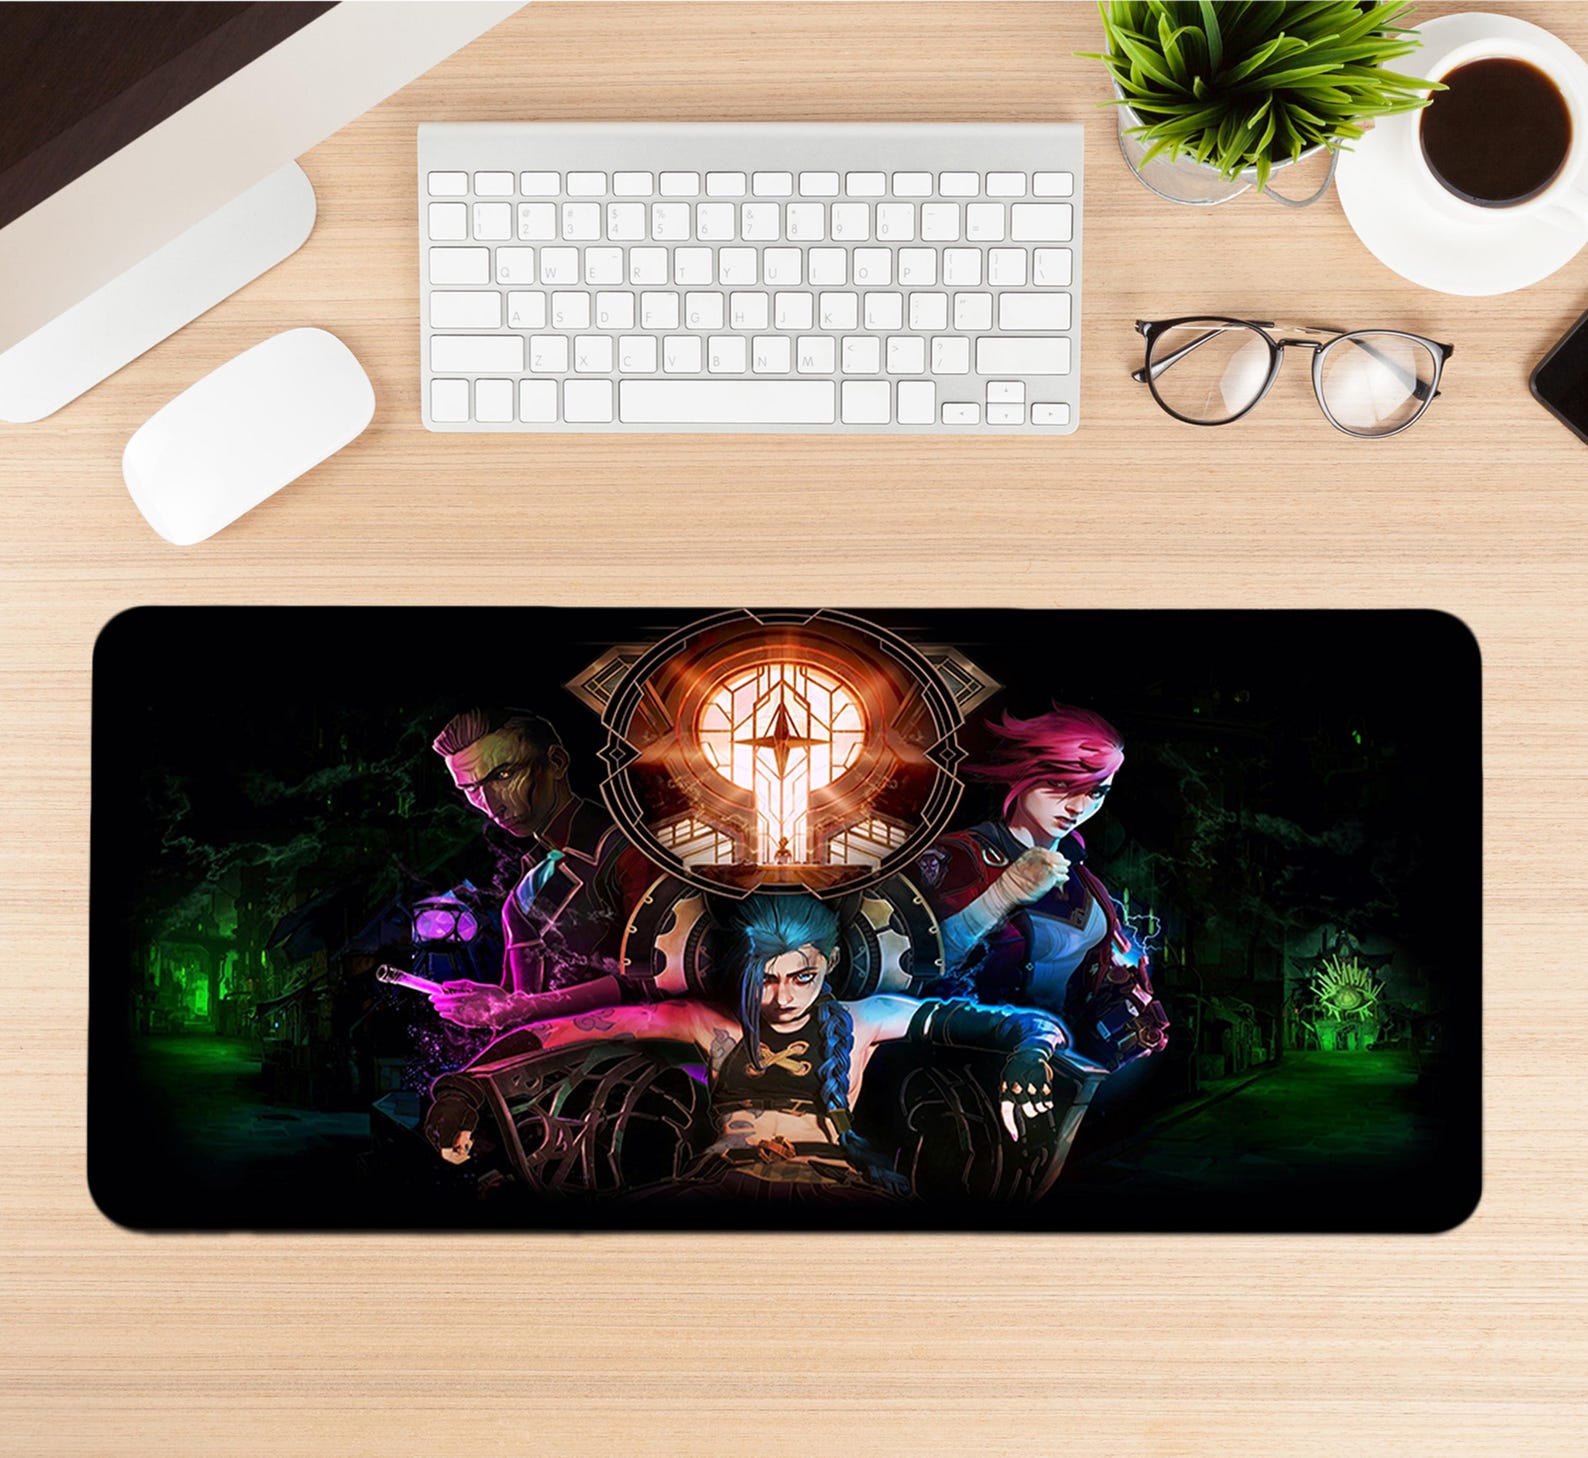 ! @ # $ % ^ & * ( )
1 2 3 4 5 6 7 8 9 0 - =
Q W E R T Y U I O P
A S D F G H J K L ;
Z X C V B N M , . /